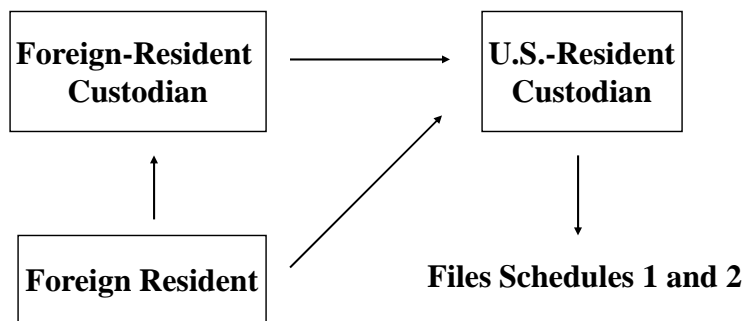 Foreign-Resident
Custodian
U.S.-Resident
Custodian
Foreign Resident
Files Schedules 1 and 2